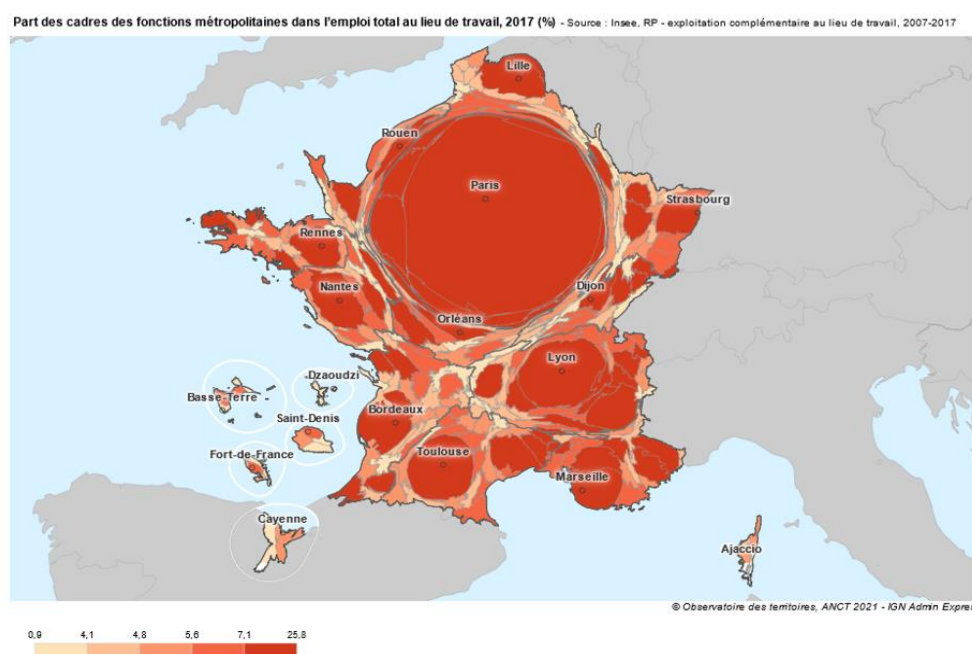 Part des cadres des fonctions métropolitaines dans l'emploi total au lieu de travail, 2017 (%) - Source : Insee, RP - exploitation complémentaire au lieu de travail, 2007-2017
Lille
Rouen
Paris
Strasbourg
Rennes
Nantes
Dijon
Orléans
Lyon
Dzaoudzi
Basse-Terre
Bordeaux
Saint-Denis
Toulouse
Fort-de-France
Marseille
Cayenne
Ajaccio
© Observatoire des territoires, ANCT 2021 - IGN Admin Expres
0,9 4,1 4,8 5,6 7,1 25,8